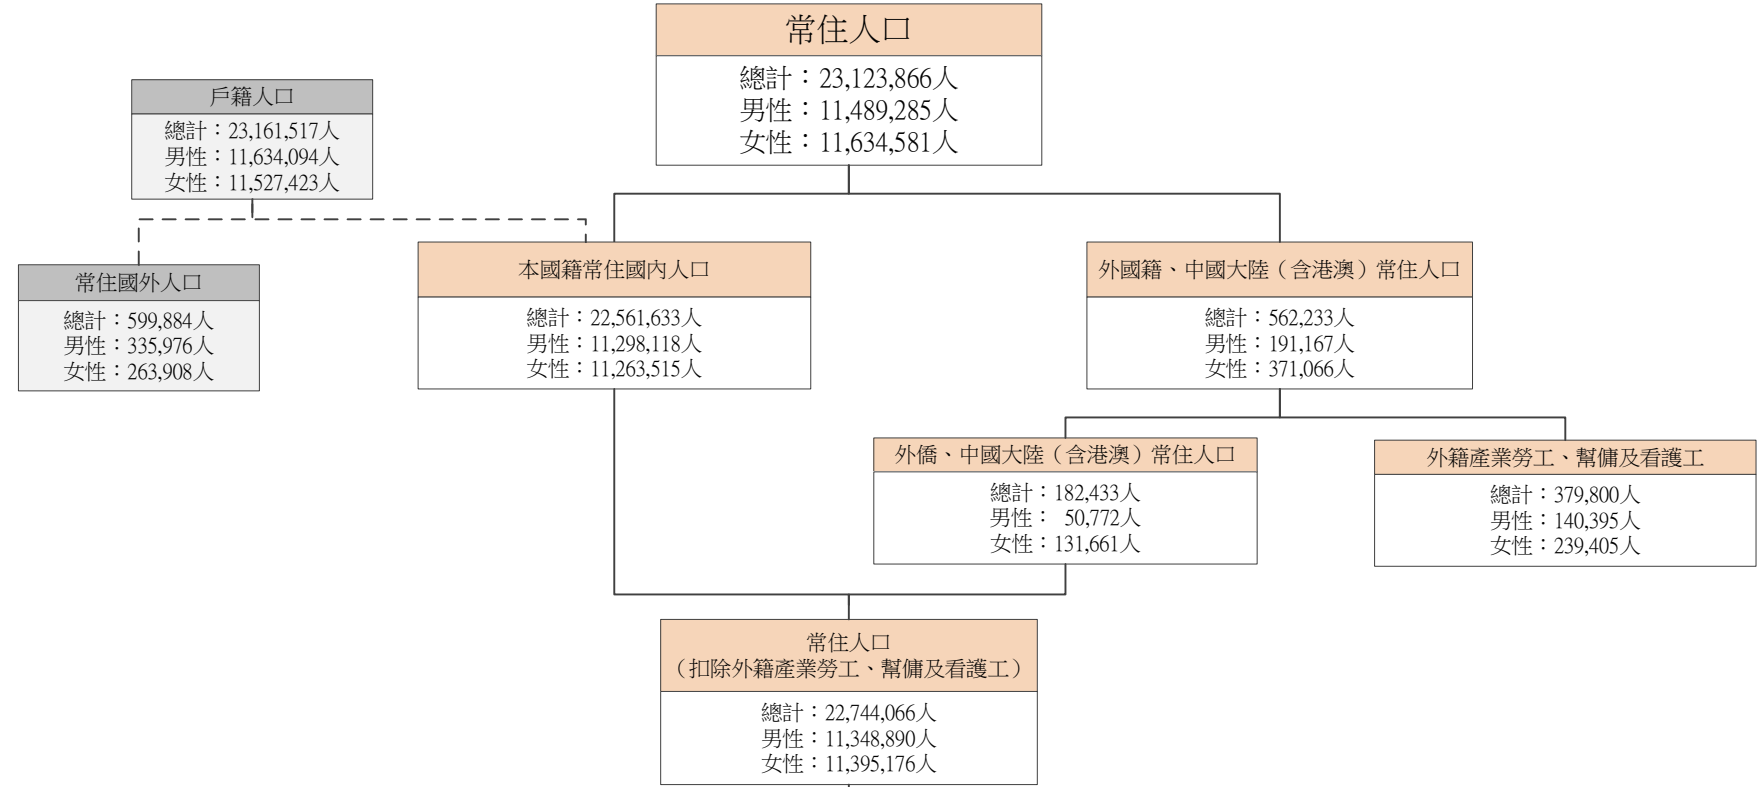 常住人口
總計：23,123,866人
男性：11,489,285人
女性：11,634,581人
戶籍人口
總計：23,161,517人
男性：11,634,094人
女性：11,527,423人
常住國外人口
總計：599,884人
男性：335,976人
女性：263,908人
本國籍常住國內人口
總計：22,561,633人
男性：11,298,118人
女性：11,263,515人
外國籍、中國大陸（含港澳）常住人口
總計：562,233人
男性：191,167人
女性：371,066人
外僑、中國大陸（含港澳）常住人口
總計：182,433人
男性： 50,772人
女性：131,661人
外籍產業勞工、幫傭及看護工
總計：379,800人
男性：140,395人
女性：239,405人
常住人口
（扣除外籍產業勞工、幫傭及看護工）
總計：22,744,066人
男性：11,348,890人
女性：11,395,176人